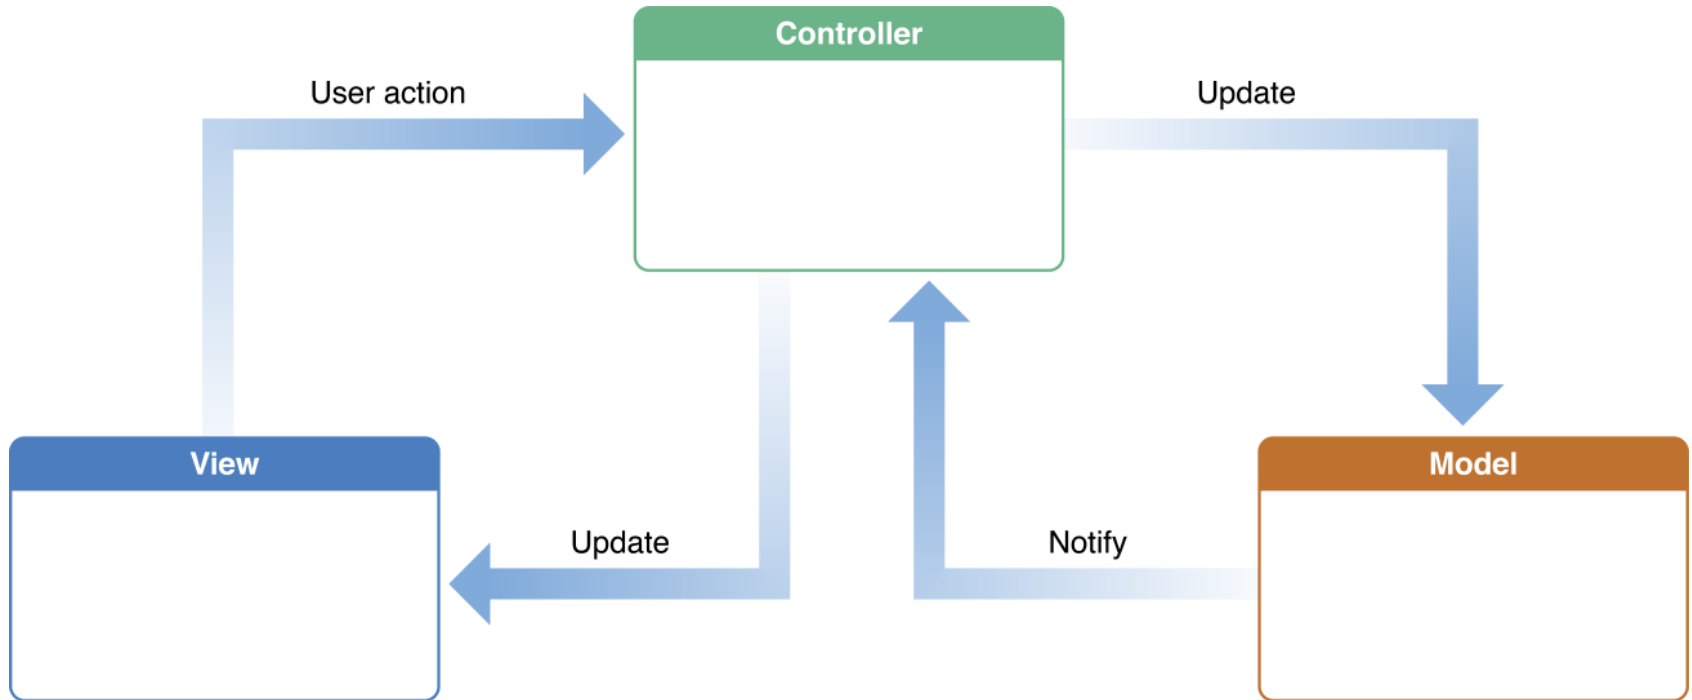 Controller
User action
Update
View
Model
Update
Notify